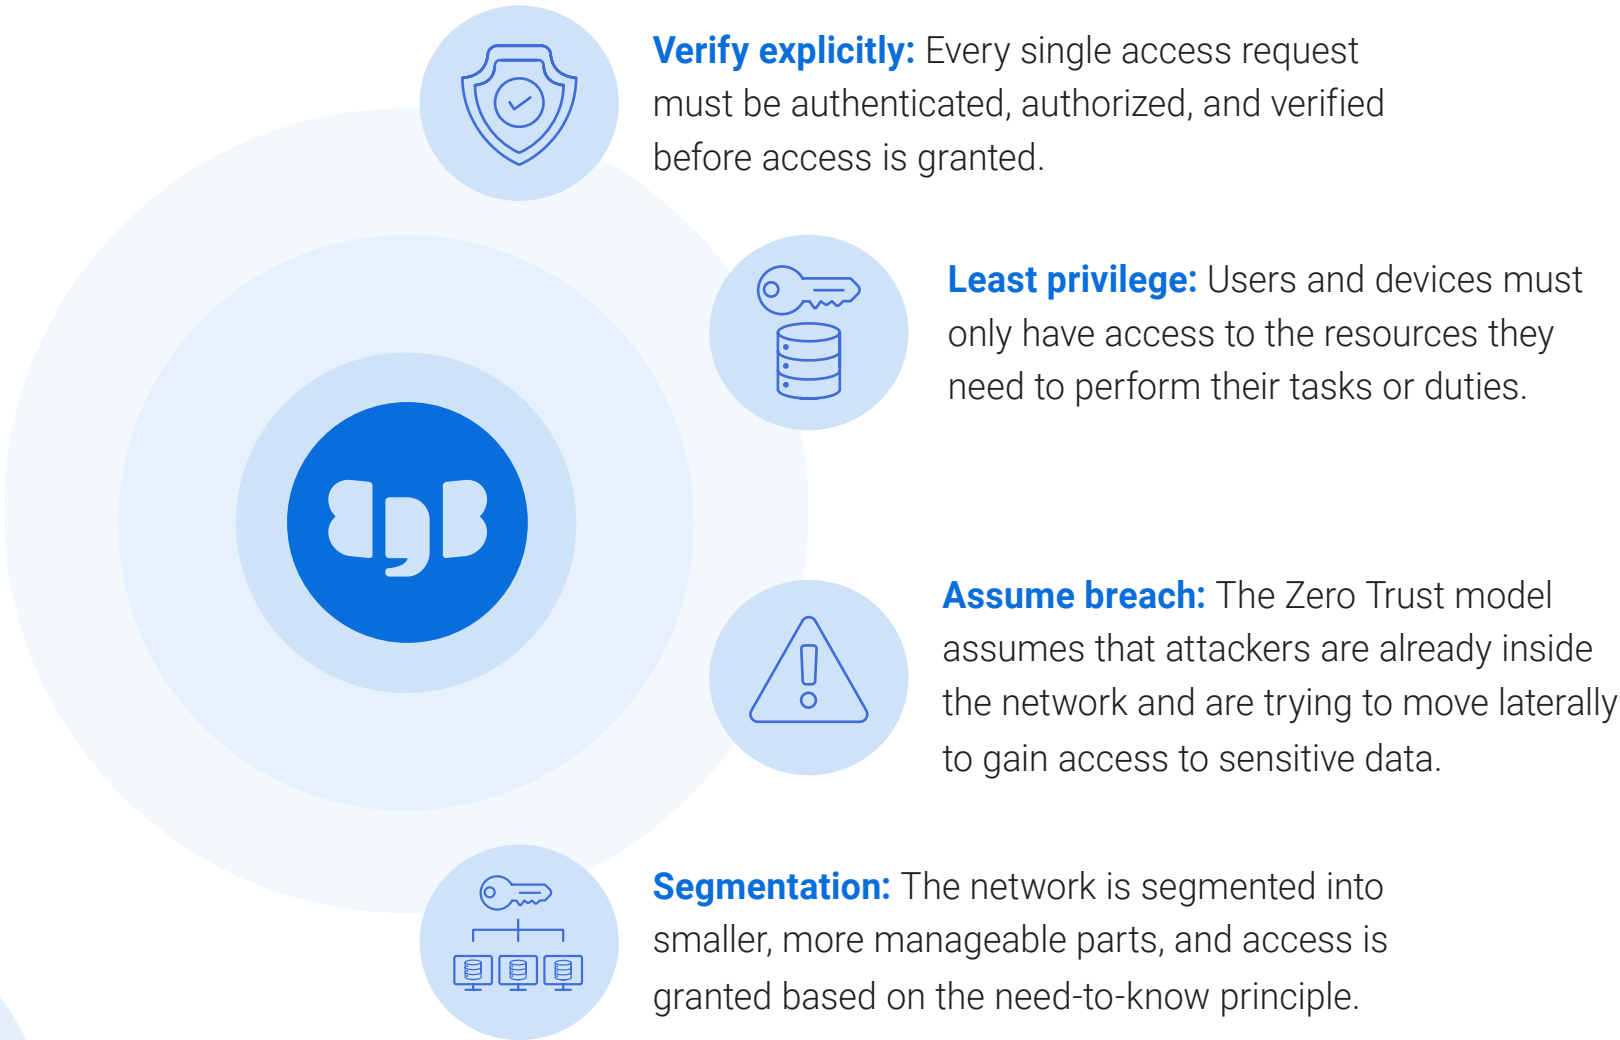 Verify explicitly: Every single access request
must be authenticated, authorized, and verified
before access is granted.
Least privilege: Users and devices must
only have access to the resources they
need to perform their tasks or duties.
Assume breach: The Zero Trust model
assumes that attackers are already inside
the network and are trying to move laterally
to gain access to sensitive data.
Segmentation: The network is segmented into
smaller, more manageable parts, and access is
granted based on the need-to-know principle.